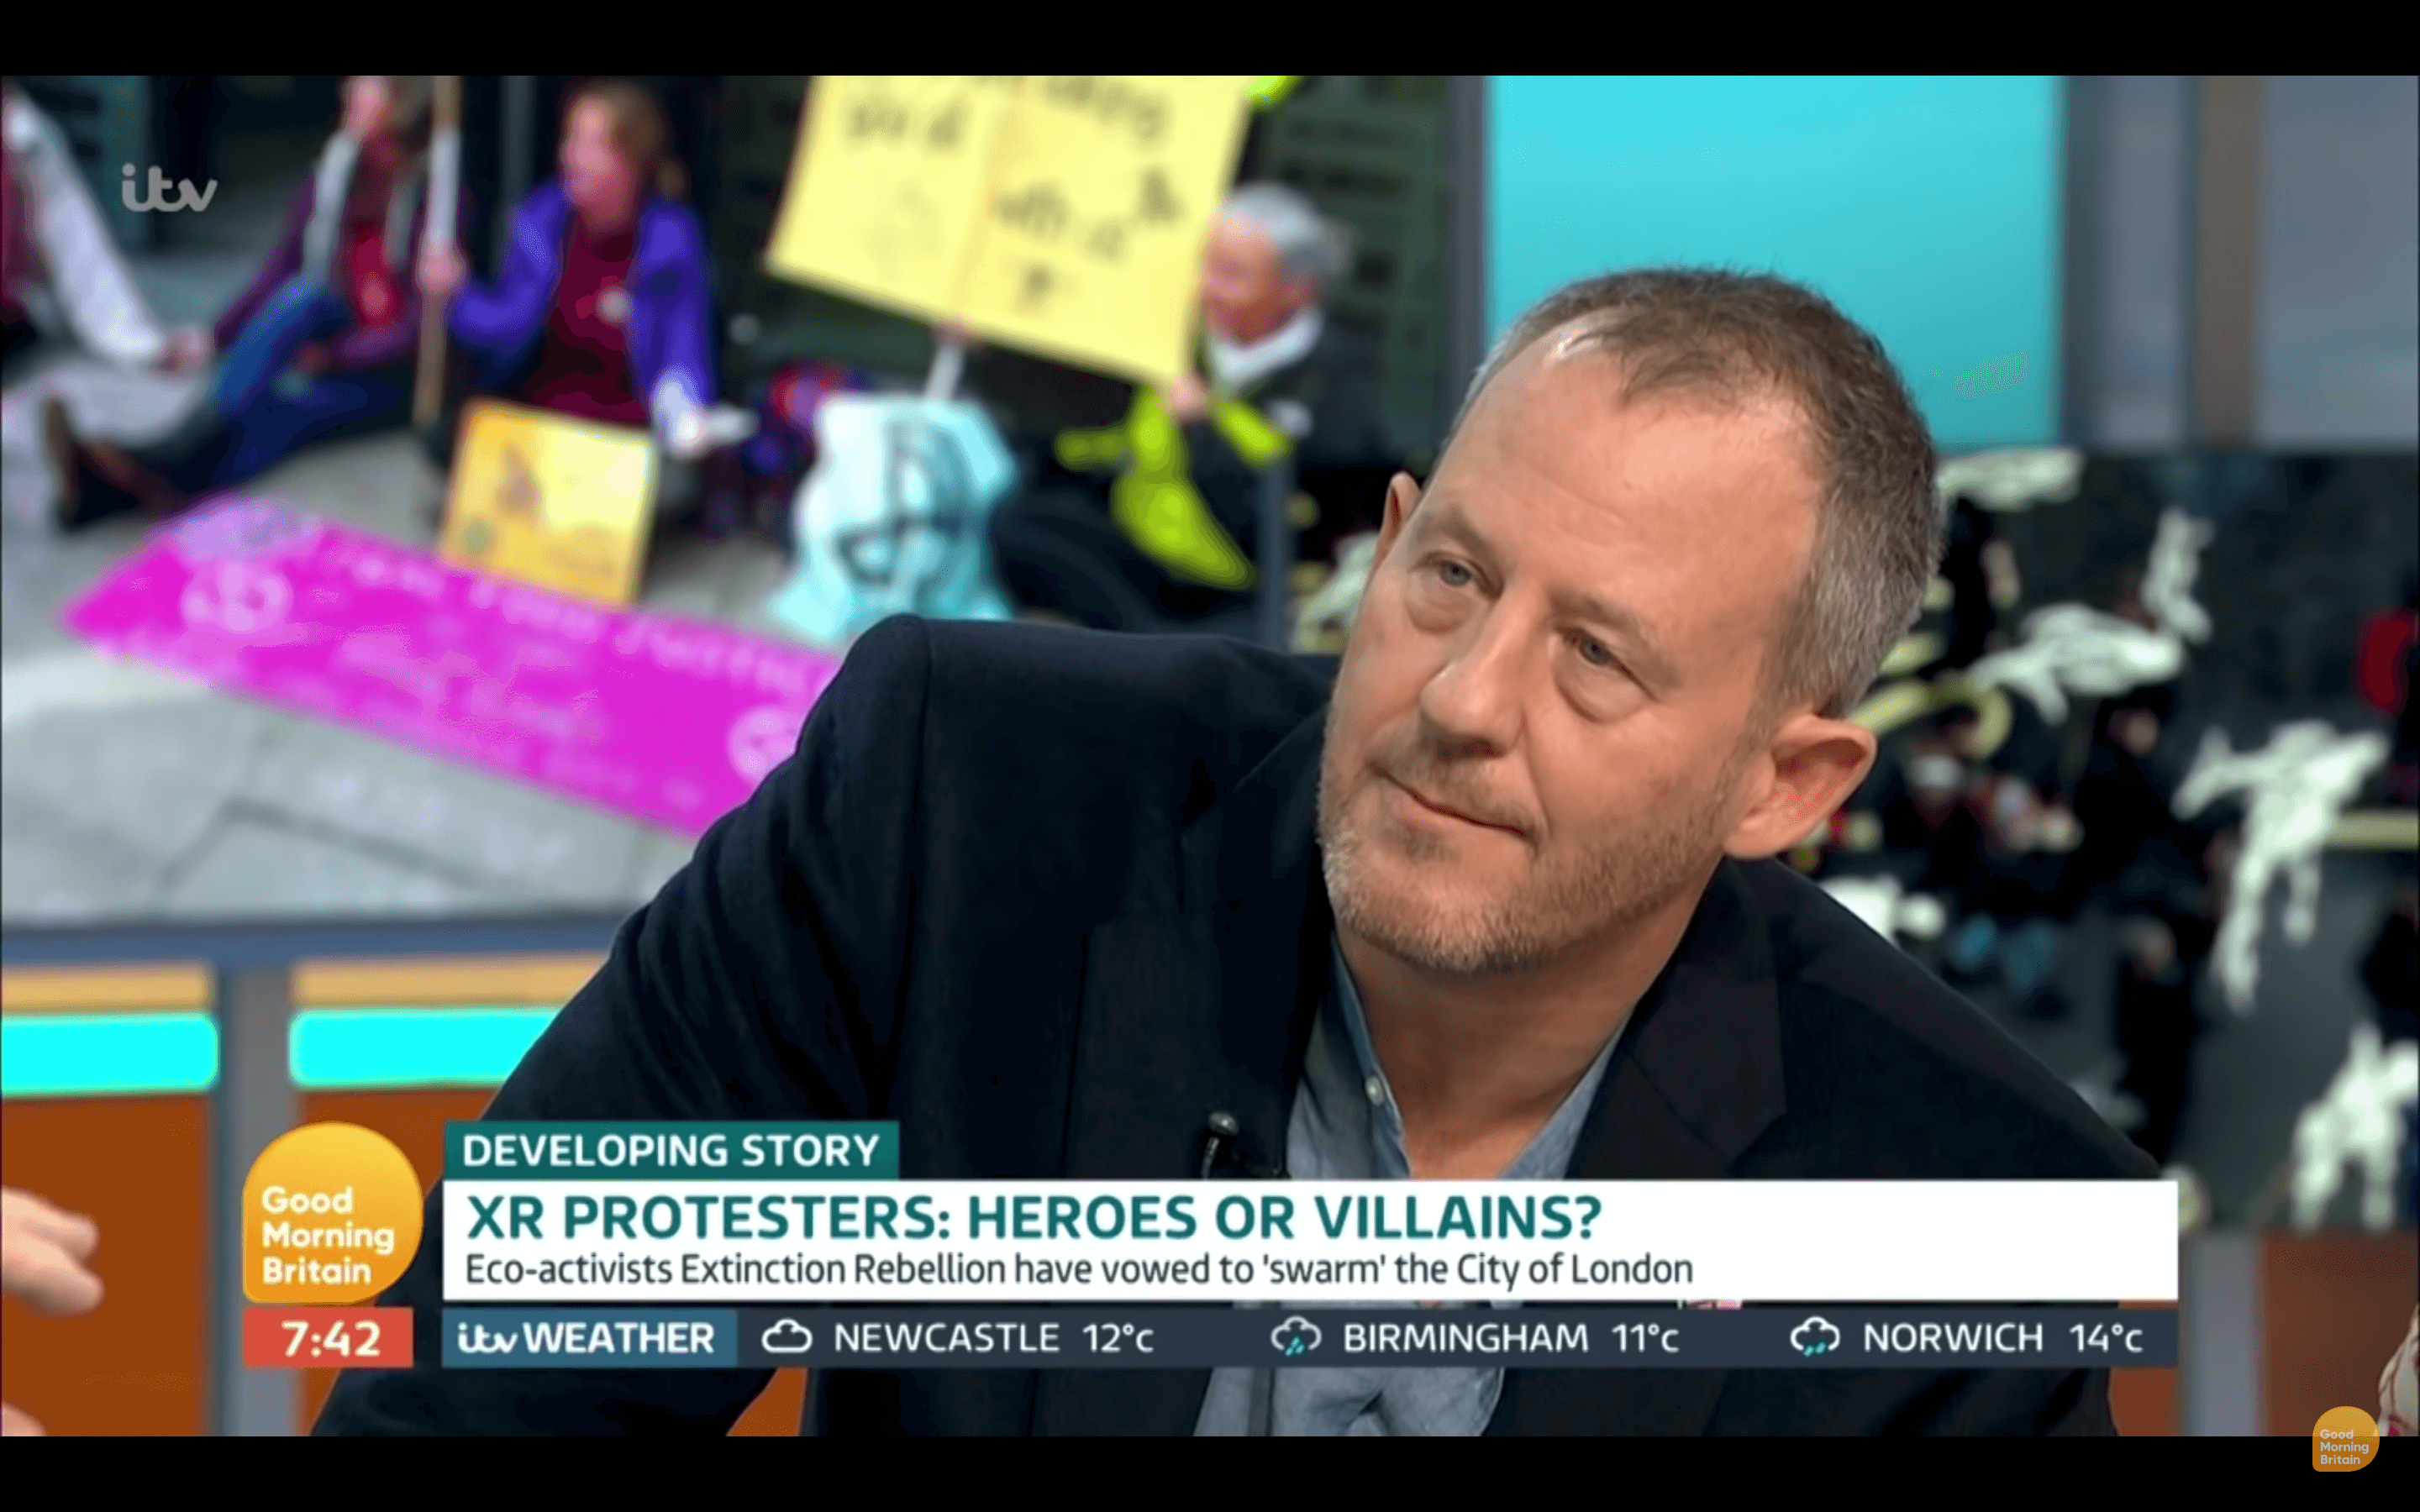 itv
DEVELOPING STORY
Good
Morning
Britain
XR PROTESTERS: HEROES OR VILLAINS?
Eco-activists Extinction Rebellion have vowed to 'swarm' the City of London
7:42
itv WEATHER NEWCASTLE 12°c BIRMINGHAM 11°c NORWICH 14°c
Good
Morning
Britain